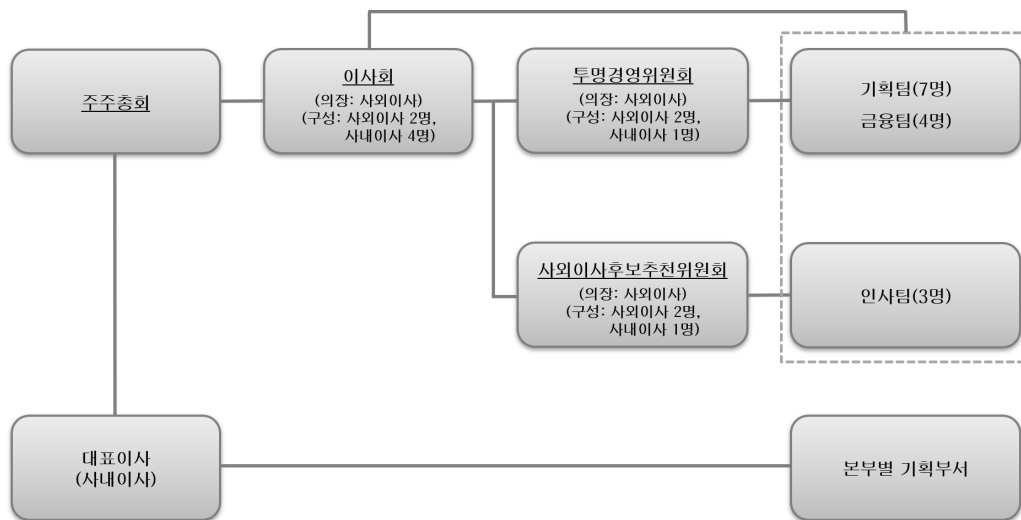 주주총회
이사회
(의장: 사외이사)
(구성: 사외이사 2명,
사내이사 4명)
투명경영위원회
(의장: 사외이사)
(구성: 사외이사 2명,
사내이사 1명)
기획팀(7명)
금융팀(4명)
사외이사후보추천위원회
(의장: 사외이사)
(구성: 사외이사 2명,
사내이사 1명)
인사팀(3명)
대표이사
(사내이사)
본부별 기획부서